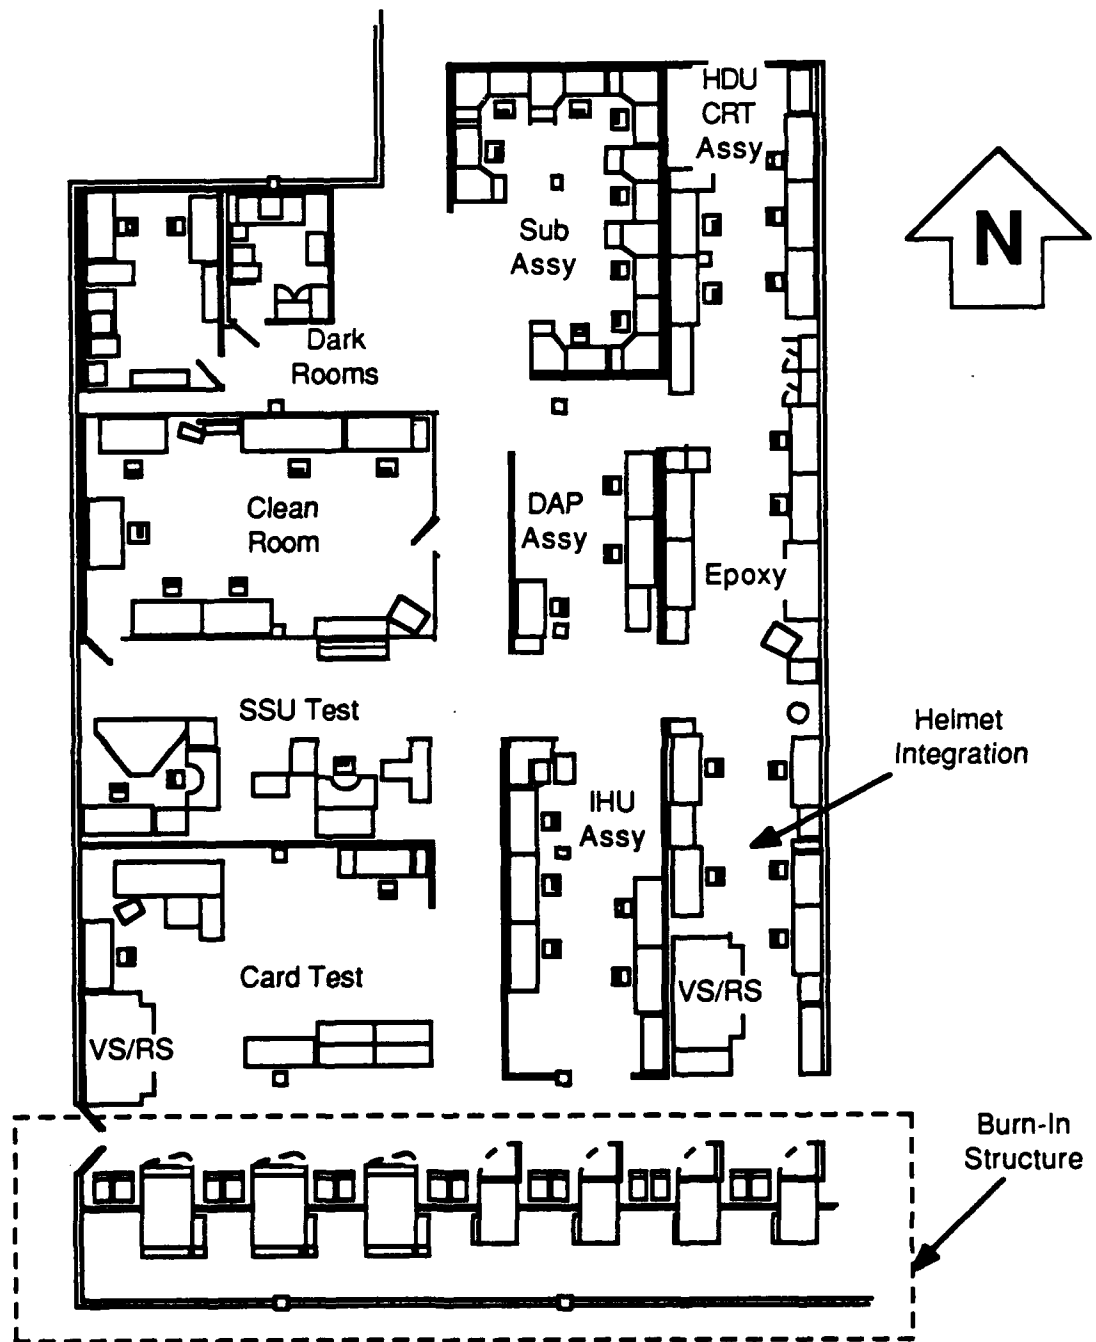 HDU
CRT
Assy
N
Sub
Assy
Dark
Rooms
Clean
Room
DAP
Assy
Epoxy
SSU Test
Helmet
Integration
IHU
Assy
Card Test
VS/RS
VS/RS
Burn-In
Structure